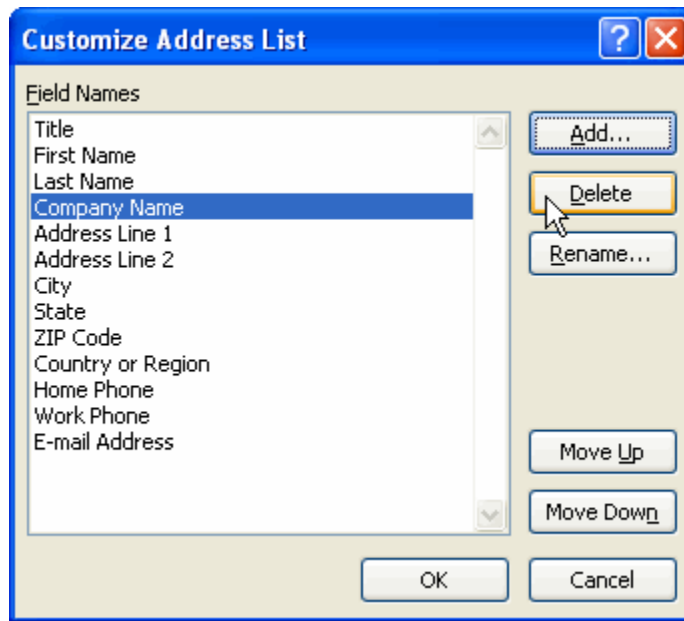 Customize Address List
?
Field Names
Title
First Name
Last Name
Company Name
Address Line 1
Address Line 2
City
State
ZIP Code
Country or Region
Home Phone
Work Phone
E-mail Address
Add...
Delete
Rename...
Move Up
Move Down
OK
Cancel